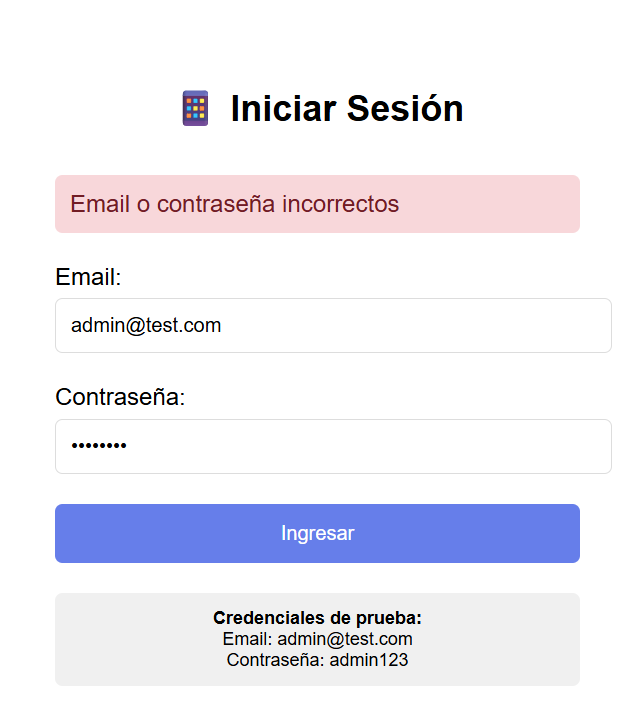 Iniciar Sesión
Email o contraseña incorrectos
Email:
admin@test.com
Contraseña:
••••••••
Ingresar
Credenciales de prueba:
Email: admin@test.com
Contraseña: admin123